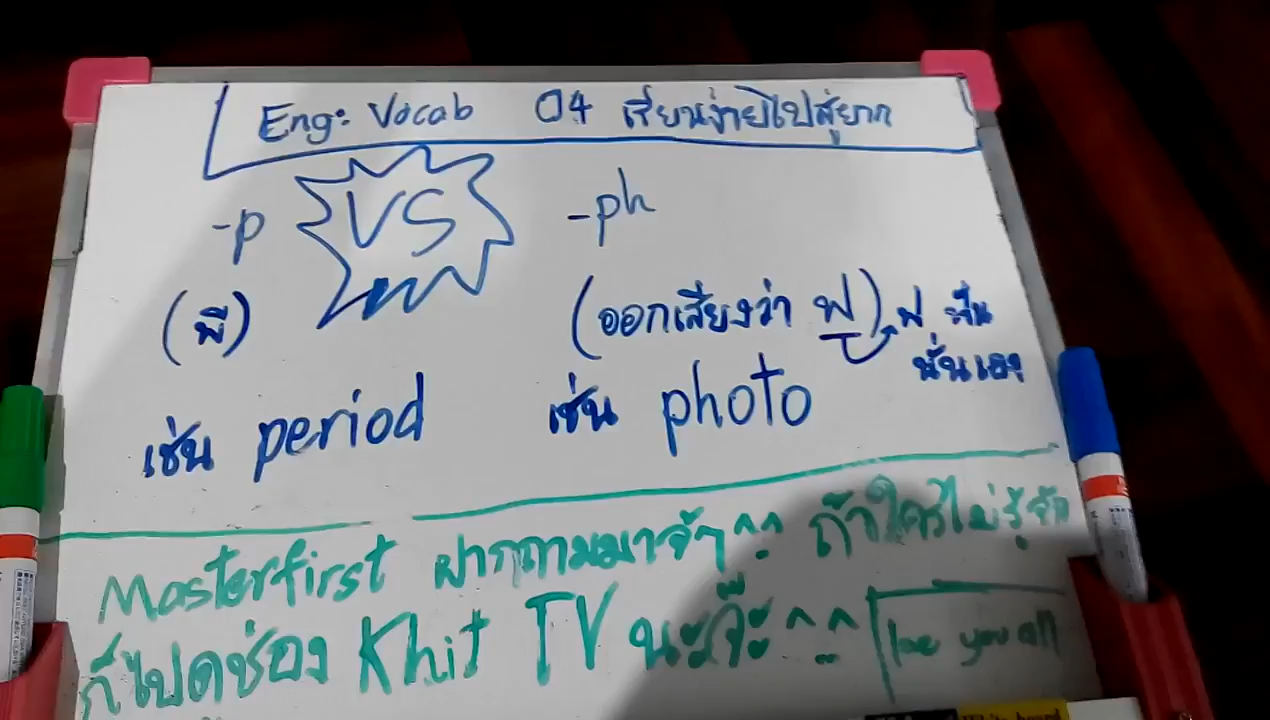 Eng: Vocab 04 เรียนง่ายไปสู่ยาก
-p VS -ph
(พี) (ออกเสียงว่า ฟ) ฟ ฟัน
นั่นเอง
เช่น period เช่น photo
Masterfirst ฝากถามมาจ้าๆ ^^ ถ้าใครไม่รู้จัก
ก็ไปดูช่อง Khit TV นะจ๊ะ ^^ love you all